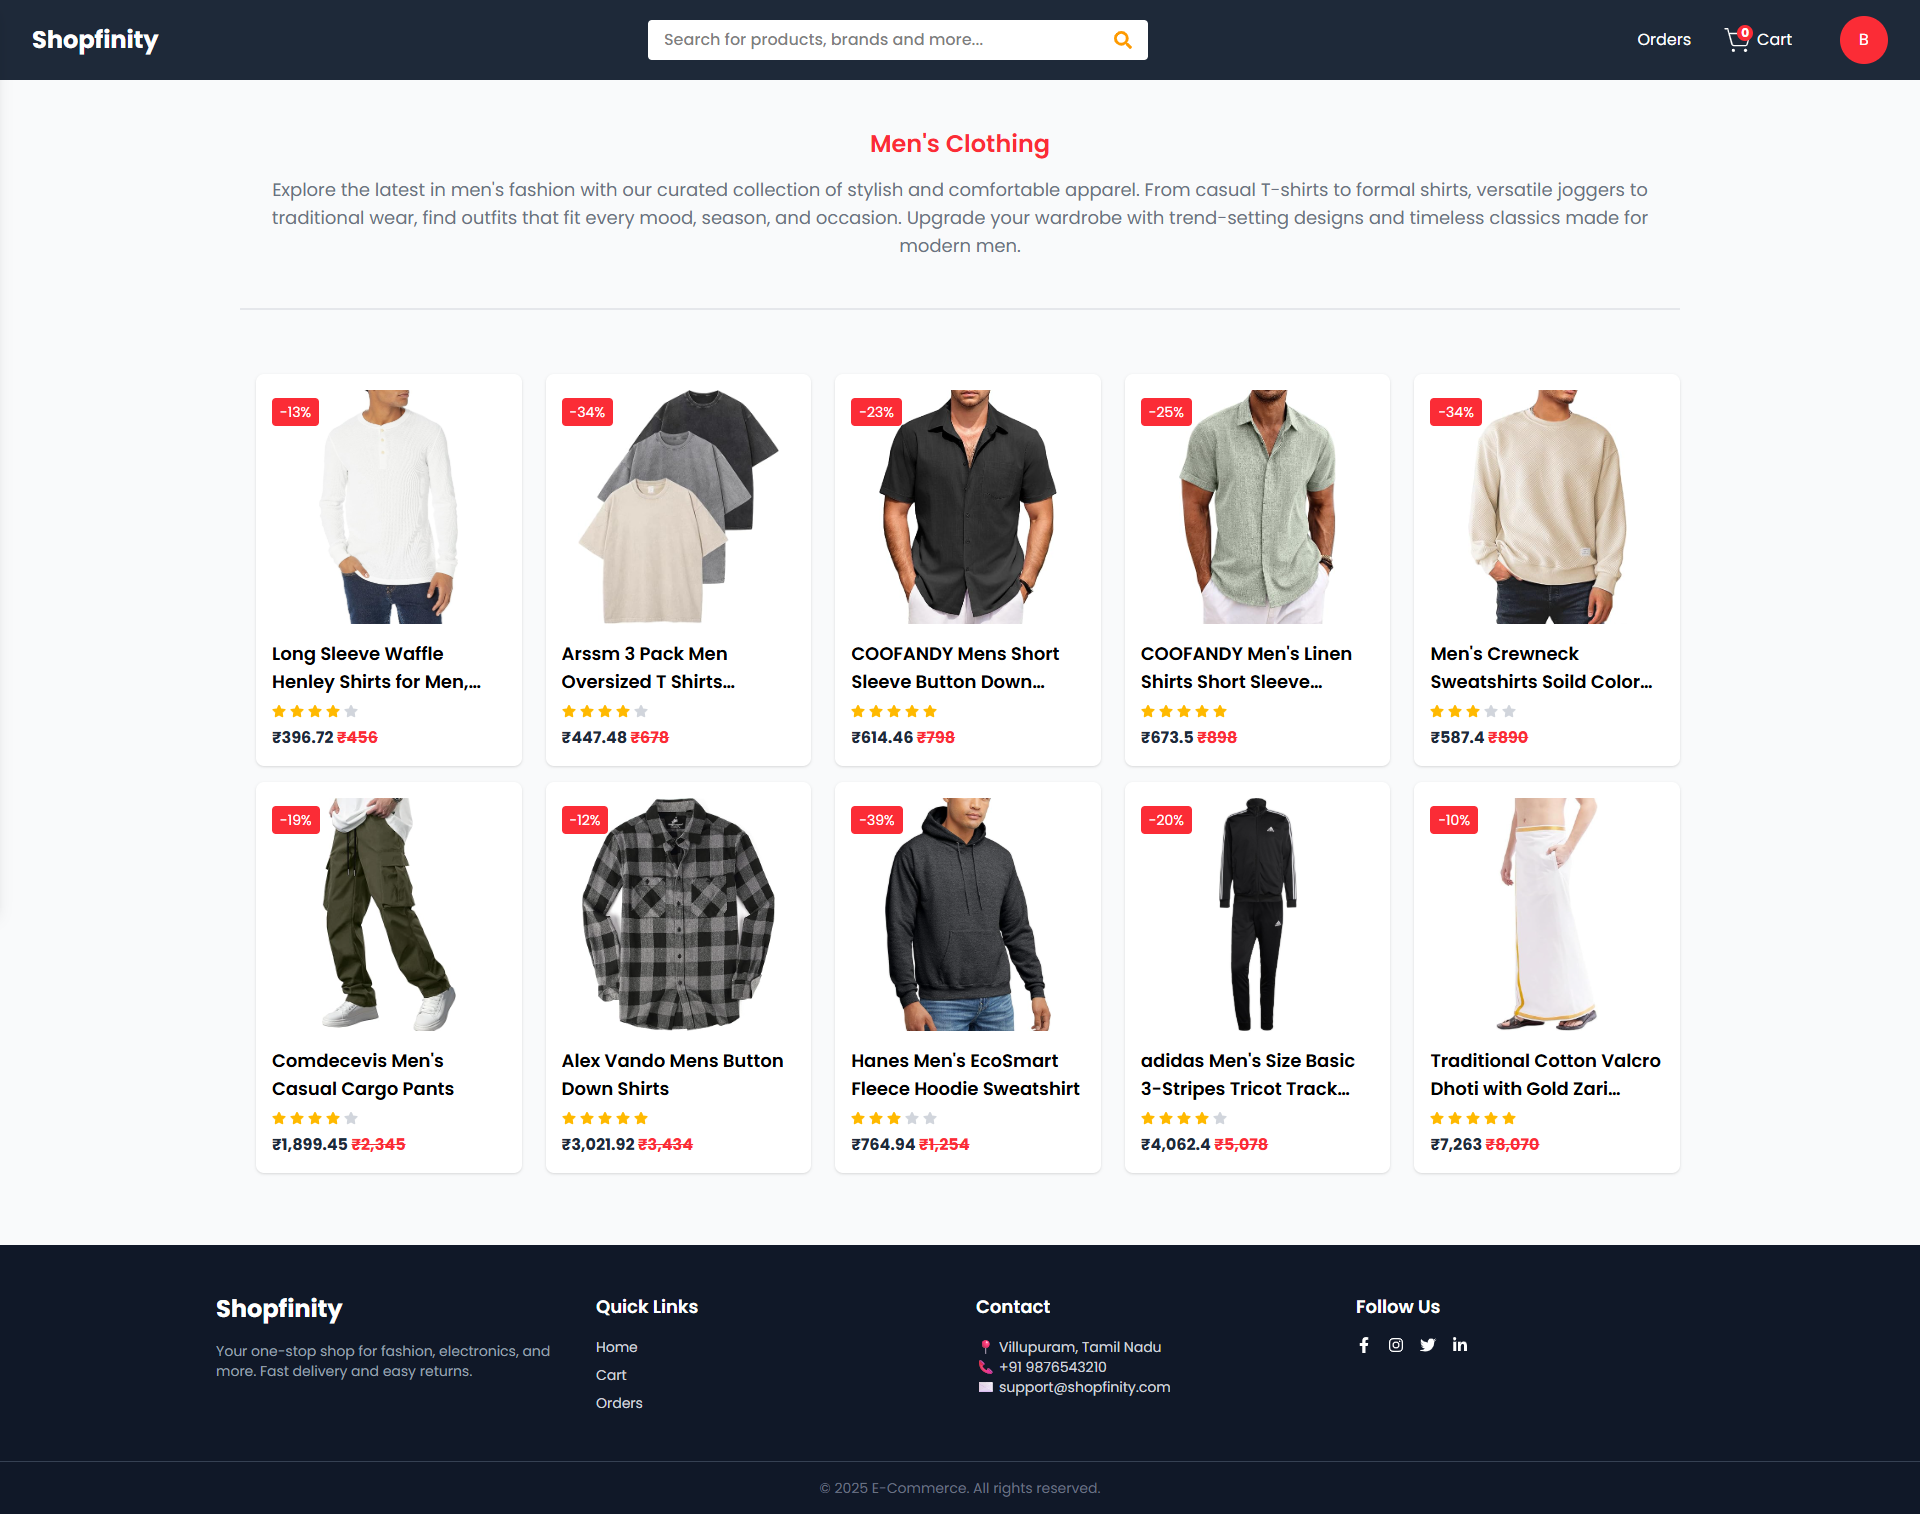 Shopfinity
Search for products, brands and more...
Orders
0
Cart
B
Men's Clothing
Explore the latest in men's fashion with our curated collection of stylish and comfortable apparel. From casual T-shirts to formal shirts, versatile joggers to
traditional wear, find outfits that fit every mood, season, and occasion. Upgrade your wardrobe with trend-setting designs and timeless classics made for
modern men.
-13%
Long Sleeve Waffle
Henley Shirts for Men,...
₹396.72 ₹456
-34%
Arssm 3 Pack Men
Oversized T Shirts...
₹447.48 ₹678
-23%
COOFANDY Mens Short
Sleeve Button Down...
₹614.46 ₹798
-25%
COOFANDY Men's Linen
Shirts Short Sleeve...
₹673.5 ₹898
-34%
Men's Crewneck
Sweatshirts Soild Color...
₹587.4 ₹890
-19%
Comdecevis Men's
Casual Cargo Pants
₹1,899.45 ₹2,345
-12%
Alex Vando Mens Button
Down Shirts
₹3,021.92 ₹3,434
-39%
Hanes Men's EcoSmart
Fleece Hoodie Sweatshirt
₹764.94 ₹1,254
-20%
adidas Men's Size Basic
3-Stripes Tricot Track...
₹4,062.4 ₹5,078
-10%
Traditional Cotton Valcro
Dhoti with Gold Zari...
₹7,263 ₹8,070
Shopfinity
Your one-stop shop for fashion, electronics, and
more. Fast delivery and easy returns.
Quick Links
Home
Cart
Orders
Contact
Villupuram, Tamil Nadu
+91 9876543210
support@shopfinity.com
Follow Us
© 2025 E-Commerce. All rights reserved.